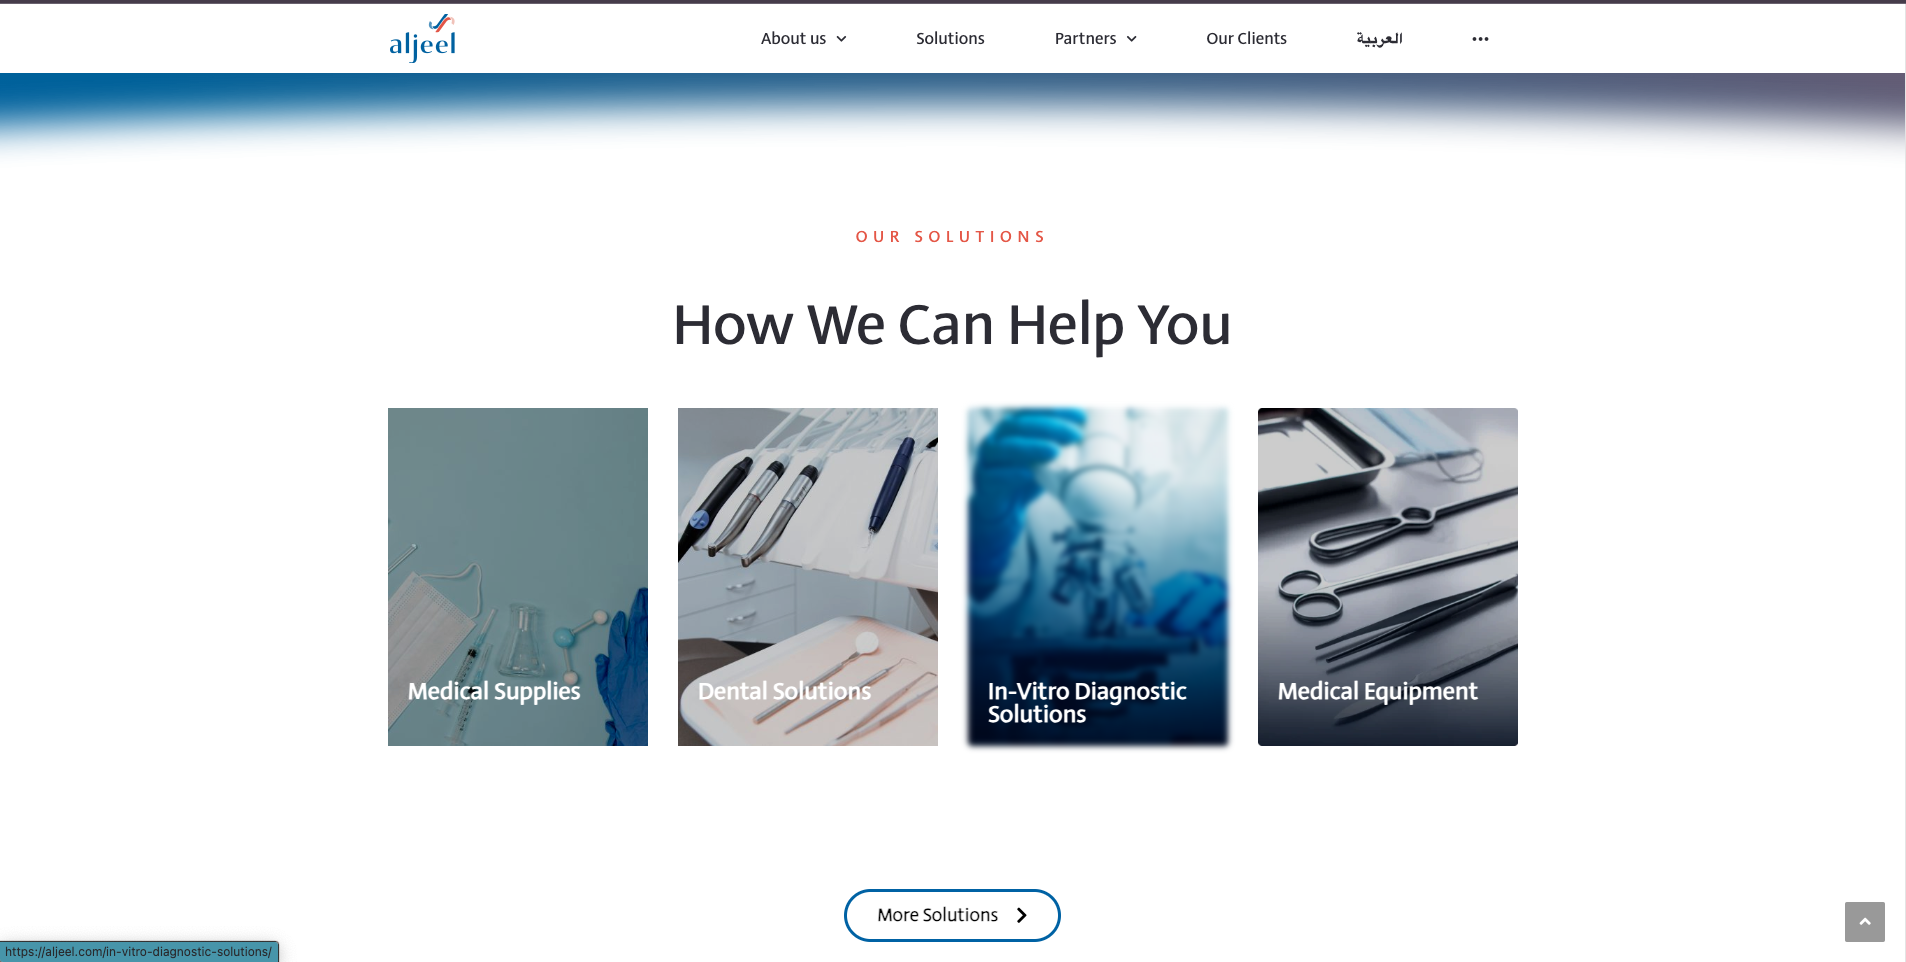 aljeel
About us
Solutions
Partners
Our Clients
العربية
OUR SOLUTIONS
How We Can Help You
Medical Supplies
Dental Solutions
In-Vitro Diagnostic
Solutions
Medical Equipment
More Solutions
https://aljeel.com/in-vitro-diagnostic-solutions/